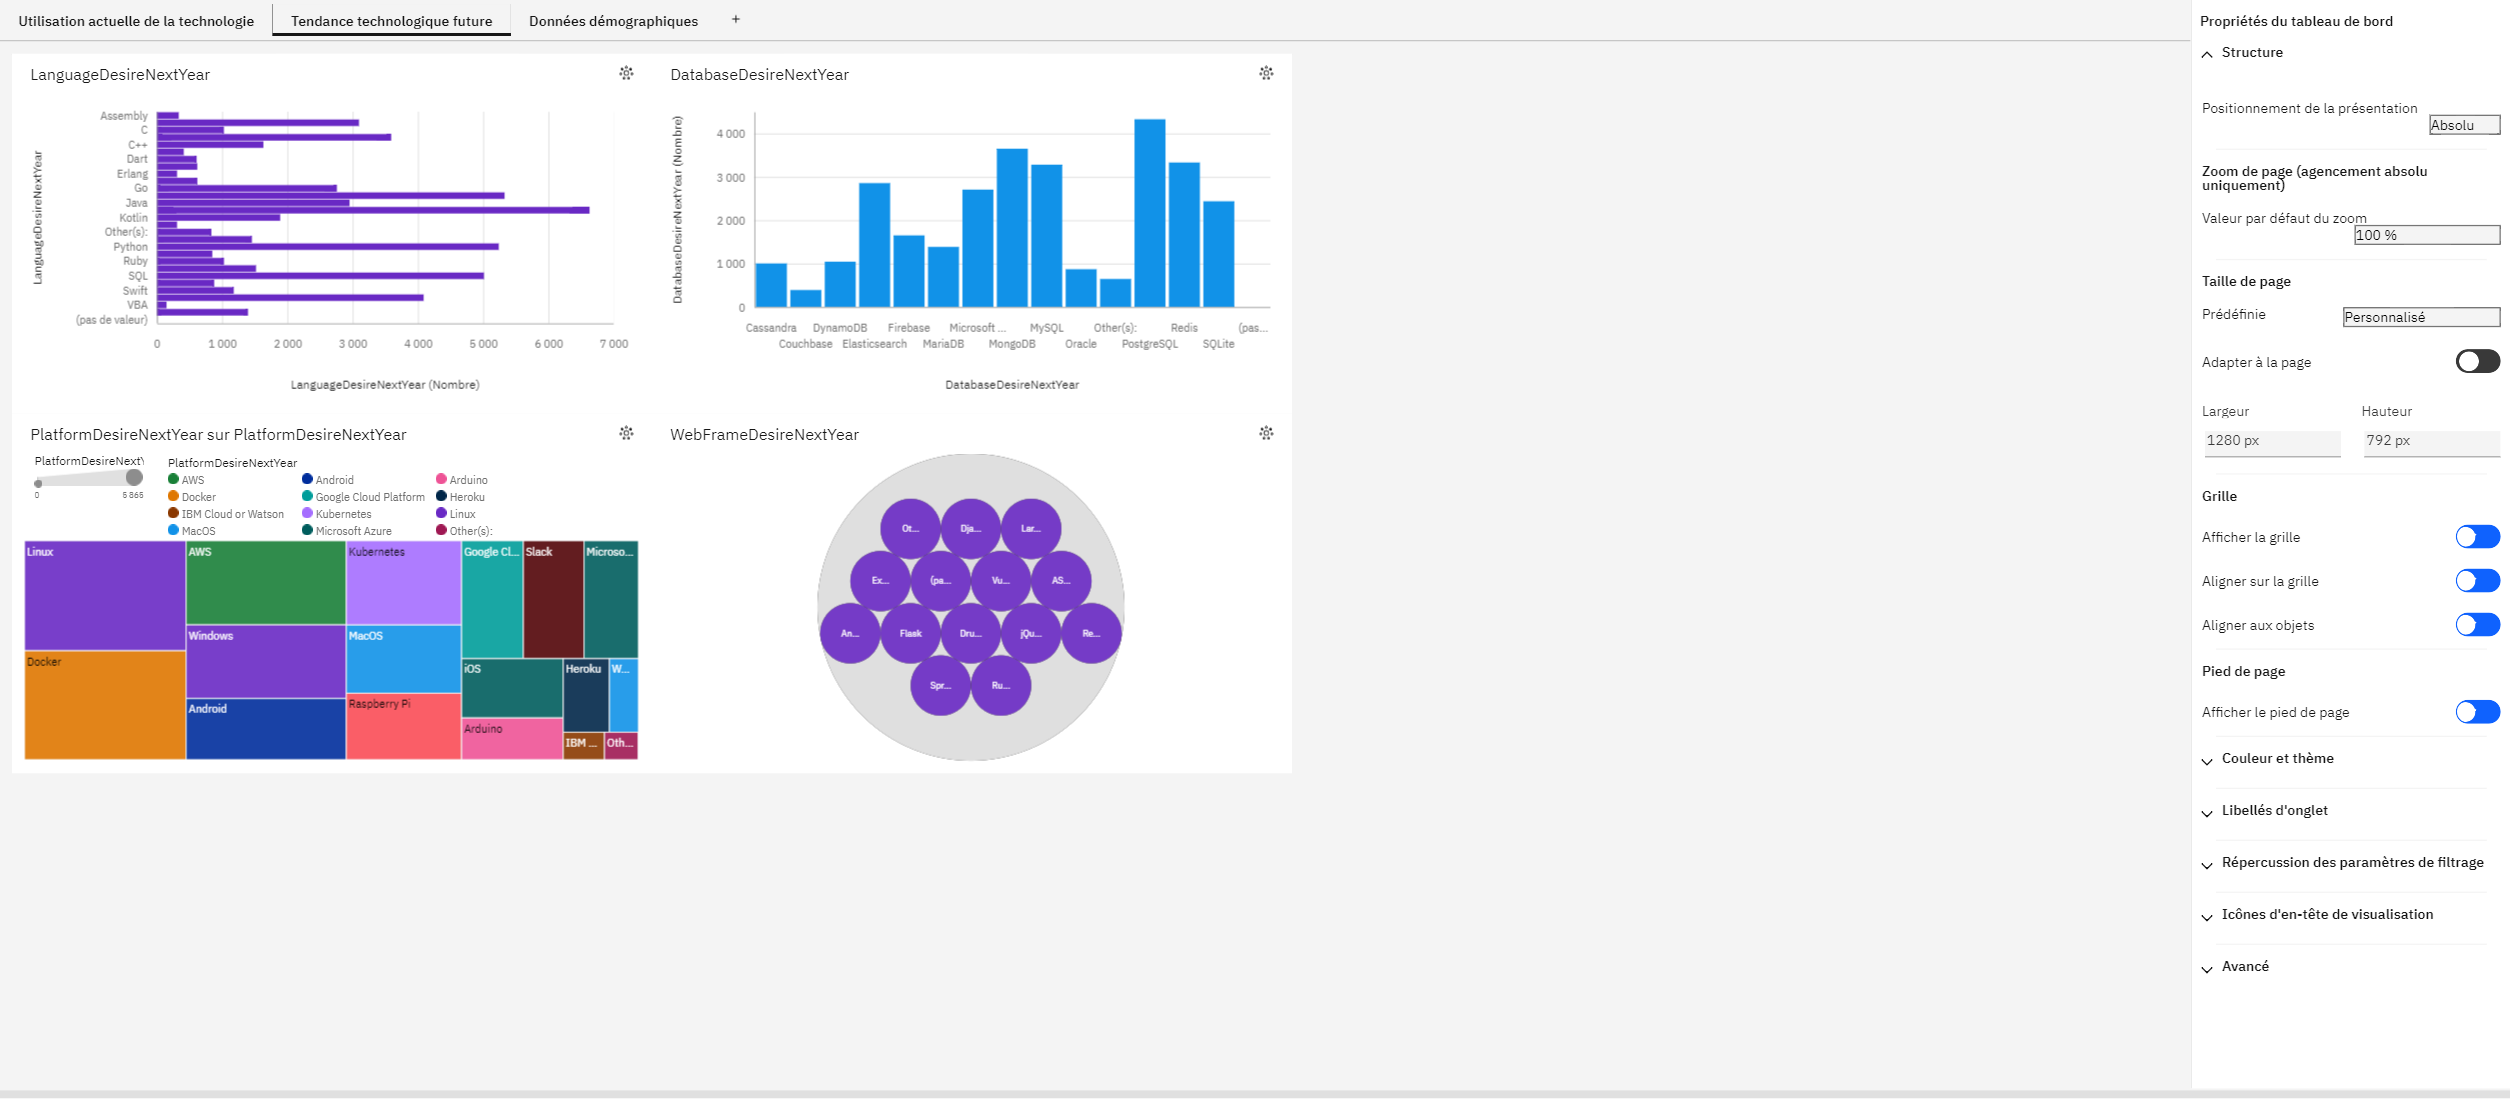 Utilisation actuelle de la technologie
Tendance technologique future
Données démographiques
+
LanguageDesireNextYear
LanguageDesireNextYear
Assembly
C
C++
Dart
Erlang
Go
Java
Kotlin
Other(s):
Python
Ruby
SQL
Swift
VBA
(pas de valeur)
0 1 000 2 000 3 000 4 000 5 000 6 000 7 000
LanguageDesireNextYear (Nombre)
DatabaseDesireNextYear
DatabaseDesireNextYear (Nombre)
4 000
3 000
2 000
1 000
0
Cassandra DynamoDB Firebase Microsoft ... MySQL Other(s): Redis (pas...
Couchbase Elasticsearch MariaDB MongoDB Oracle PostgreSQL SQLite
DatabaseDesireNextYear
PlatformDesireNextYear sur PlatformDesireNextYear
PlatformDesireNextY
0 5 865
PlatformDesireNextYear
AWS Android Arduino
Docker Google Cloud Platform Heroku
IBM Cloud or Watson Kubernetes Linux
MacOS Microsoft Azure Other(s):
Linux
AWS
Kubernetes
Google Cl...
Slack
Microso...
Windows
MacOS
Docker
iOS
Heroku
W...
Android
Raspberry Pi
Arduino
IBM ...
Oth...
WebFrameDesireNextYear
Ot... Dja... Lar...
Ex... (pa... Vu... AS...
An... Flask Dru... jQu... Re...
Spr... Ru...
Propriétés du tableau de bord
Structure
Positionnement de la présentation
Absolu
Zoom de page (agencement absolu
uniquement)
Valeur par défaut du zoom
100 %
Taille de page
Prédéfinie
Personnalisé
Adapter à la page
Largeur Hauteur
1280 px 792 px
Grille
Afficher la grille
Aligner sur la grille
Aligner aux objets
Pied de page
Afficher le pied de page
Couleur et thème
Libellés d'onglet
Répercussion des paramètres de filtrage
Icônes d'en-tête de visualisation
Avancé